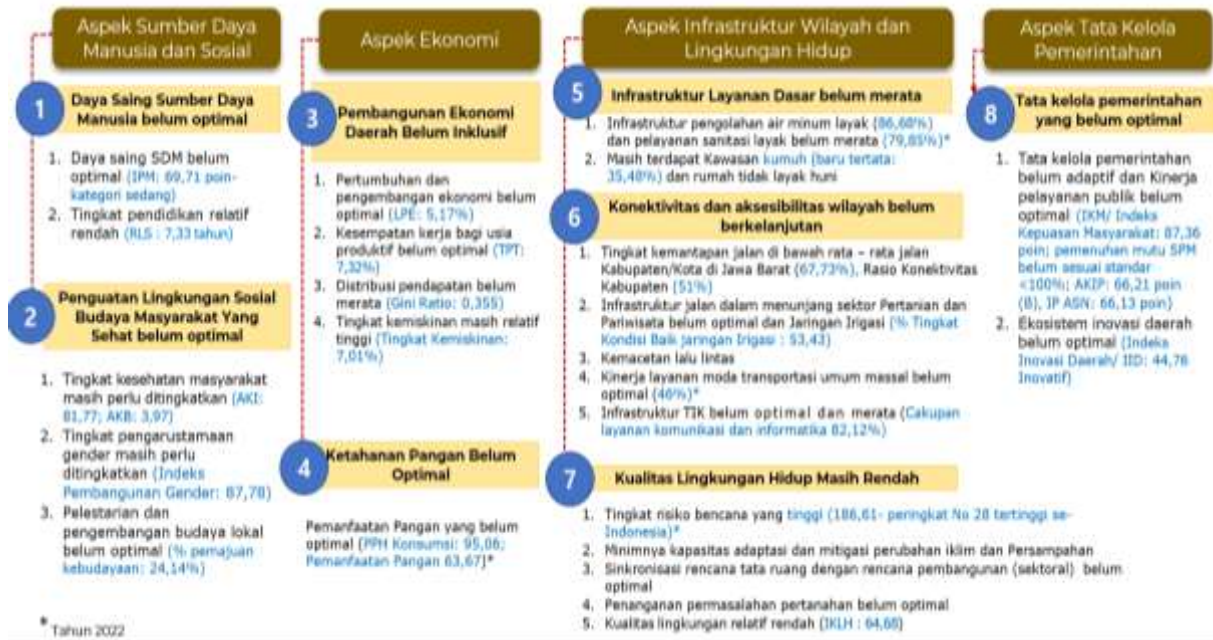 Aspek Sumber Daya
Manusia dan Sosial
1
Daya Saing Sumber Daya
Manusia belum optimal
1. Daya saing SDM belum
optimal (IPM: 69,71 poin-
kategori sedang)
2. Tingkat pendidikan relatif
rendah (RLS : 7,33 tahun)
2
Penguatan Lingkungan Sosial
Budaya Masyarakat Yang
Sehat belum optimal
1. Tingkat kesehatan masyarakat
masih perlu ditingkatkan (AKI:
81,77; AKB: 3,97)
2. Tingkat pengarustamaan
gender masih perlu
ditingkatkan (Indeks
Pembangunan Gender: 87,78)
3. Pelestarian dan
pengembangan budaya lokal
belum optimal (% pemajuan
kebudayaan: 24,14%)
* Tahun 2022
Aspek Ekonomi
3
Pembangunan Ekonomi
Daerah Belum Inklusif
1. Pertumbuhan dan
pengembangan ekonomi belum
optimal (LPE: 5,17%)
2. Kesempatan kerja bagi usia
produktif belum optimal (TPT:
7,32%)
3. Distribusi pendapatan belum
merata (Gini Ratio: 0,355)
4. Tingkat kemiskinan masih relatif
tinggi (Tingkat Kemiskinan:
7,01%)
4
Ketahanan Pangan Belum
Optimal
Pemanfaatan Pangan yang belum
optimal (PPH Konsumsi: 95,06;
Pemanfaatan Pangan 63,67)*
Aspek Infrastruktur Wilayah dan
Lingkungan Hidup
5
Infrastruktur Layanan Dasar belum merata
1. Infrastruktur pengolahan air minum layak (86,68%)
dan pelayanan sanitasi layak belum merata (79,85%)*
2. Masih terdapat Kawasan kumuh (baru tertata:
35,48%) dan rumah tidak layak huni
6
Konektivitas dan aksesibilitas wilayah belum
berkelanjutan
1. Tingkat kemantapan jalan di bawah rata – rata jalan
Kabupaten/Kota di Jawa Barat (67,73%), Rasio Konektivitas
Kabupaten (51%)
2. Infrastruktur jalan dalam menunjang sektor Pertanian dan
Pariwisata belum optimal dan Jaringan Irigasi (% Tingkat
Kondisi Baik jaringan Irigasi : 53,43)
3. Kemacetan lalu lintas
4. Kinerja layanan moda transportasi umum massal belum
optimal (46%)*
5. Infrastruktur TIK belum optimal dan merata (Cakupan
layanan komunikasi dan informatika 82,12%)
7
Kualitas Lingkungan Hidup Masih Rendah
1. Tingkat risiko bencana yang tinggi (186,61- peringkat No 28 tertinggi se-
Indonesia)*
2. Minimnya kapasitas adaptasi dan mitigasi perubahan iklim dan Persampahan
3. Sinkronisasi rencana tata ruang dengan rencana pembangunan (sektoral) belum
optimal
4. Penanganan permasalahan pertanahan belum optimal
5. Kualitas lingkungan relatif rendah (IKLH : 64,68)
Aspek Tata Kelola
Pemerintahan
8
Tata kelola pemerintahan
yang belum optimal
1. Tata kelola pemerintahan
belum adaptif dan Kinerja
pelayanan publik belum
optimal (IKM/ Indeks
Kepuasan Masyarakat: 87,36
poin; pemenuhan mutu SPM
belum sesuai standar
<100%; AKIP: 66,21 poin
(B), IP ASN: 66,13 poin)
2. Ekosistem inovasi daerah
belum optimal (Indeks
Inovasi Daerah/ IID: 44,76
Inovatif)